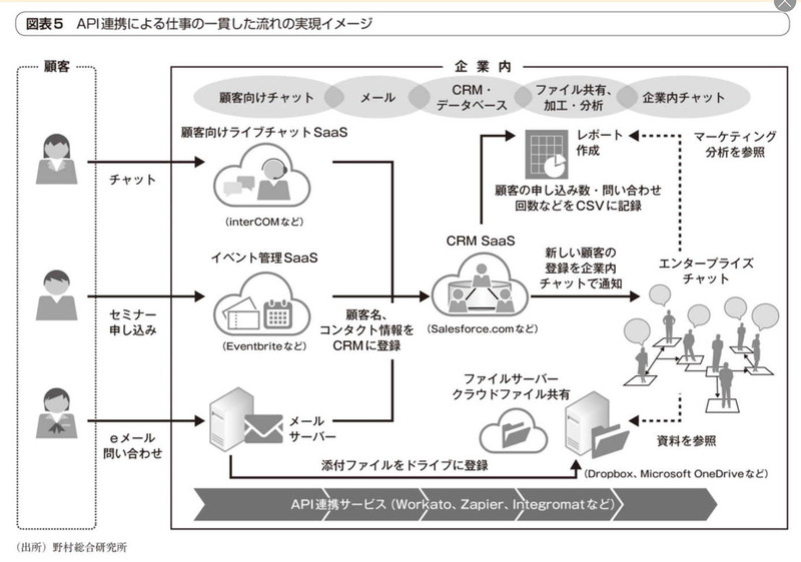 図表5 API連携による仕事の一貫した流れの実現イメージ
顧客
企業内
顧客向けチャット
メール
CRM・
データベース
ファイル共有、
加工・分析
企業内チャット
顧客向けライブチャットSaaS
チャット
(interCOMなど)
レポート
作成
マーケティング
分析を参照
顧客の申し込み数・問い合わせ
回数などをCSVに記録
イベント管理SaaS
セミナー
申し込み
(Eventbriteなど)
顧客名、
コンタクト情報を
CRMに登録
CRM SaaS
(Salesforce.comなど)
新しい顧客の
登録を企業内
チャットで通知
エンタープライズ
チャット
eメール
問い合わせ
メール
サーバー
ファイルサーバー
クラウドファイル共有
資料を参照
添付ファイルをドライブに登録
(Dropbox、Microsoft OneDriveなど)
API連携サービス(Workato、Zapier、Integromatなど)
(出所)野村総合研究所